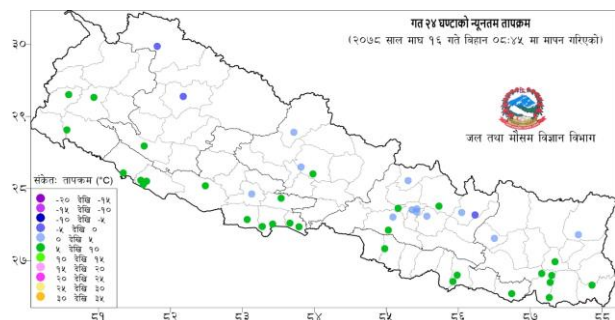 गत २४ घण्टाको न्यूनतम तापक्रम
(२०७८ साल माघ १६ गते बिहान ०८:४५ मा मापन गरिएको)
जल तथा मौसम विज्ञान विभाग
३०
२९
२८
२७
संकेतः तापक्रम (°C)
-२० देखि -१५
-१५ देखि -१०
-१० देखि -५
-५ देखि ०
० देखि ५
५ देखि १०
१० देखि १५
१५ देखि २०
२० देखि २५
२५ देखि ३०
३० देखि ३५
८१
८२
८३
८४
८५
८६
८७
८८